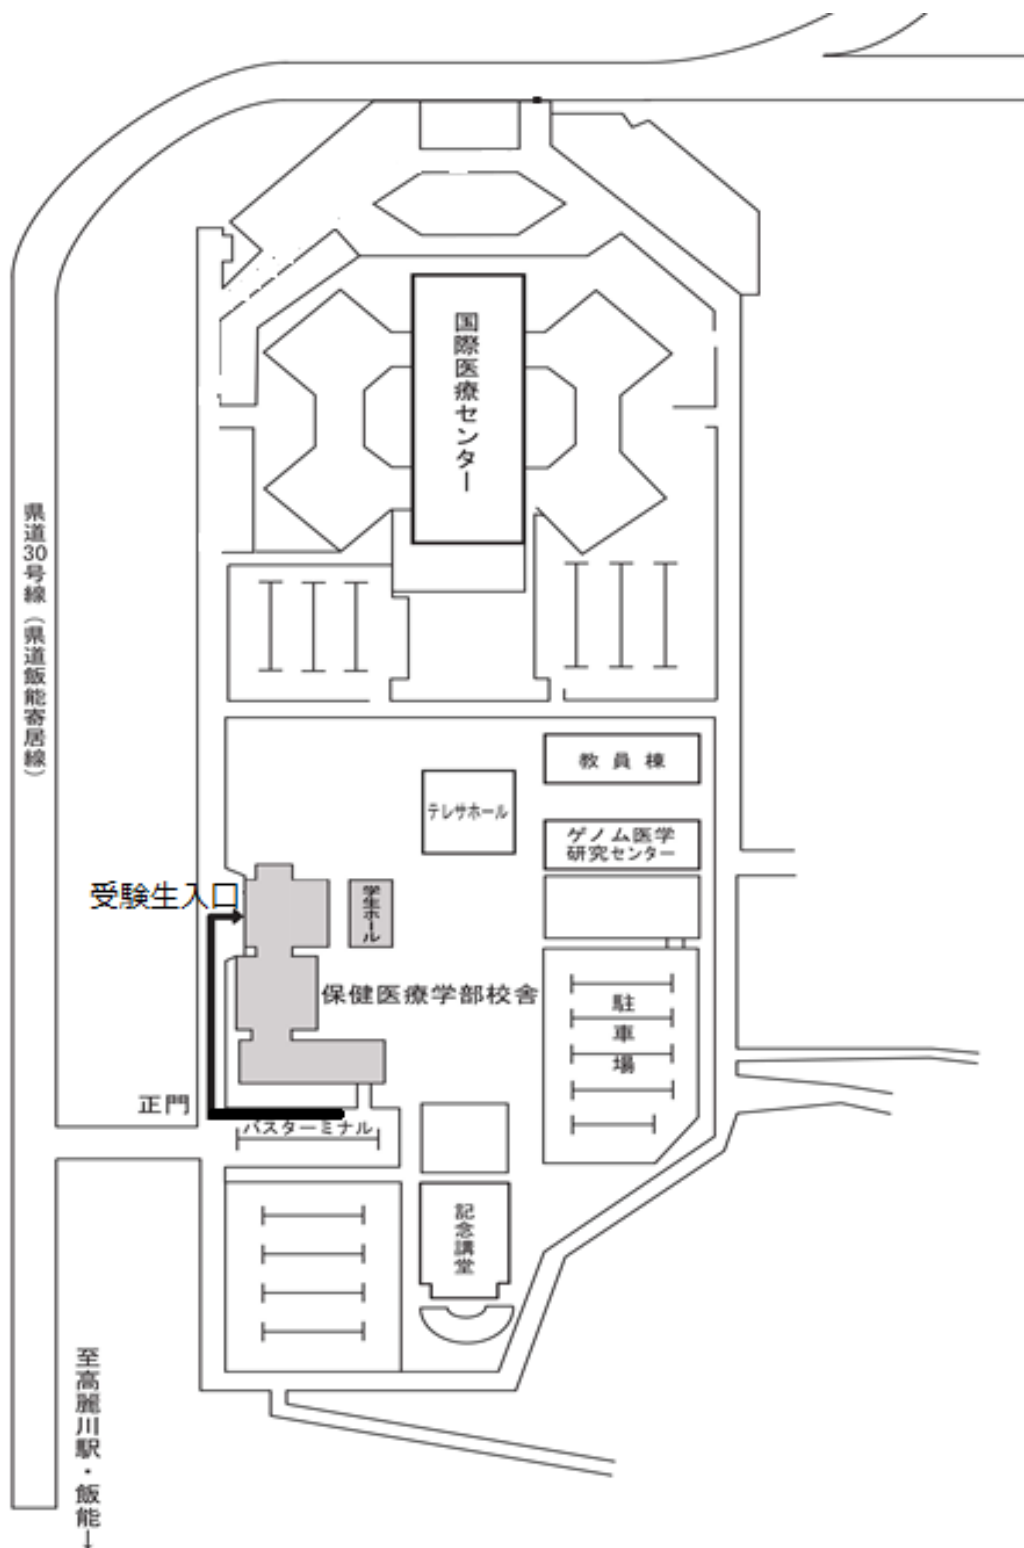 国際医療センター
県道30号線（県道飯能寄居線）
教員棟
テレサホール
ゲノム医学
研究センター
受験生入口
学生ホール
保健医療学部校舎
駐車場
正門
バスターミナル
記念講堂
至高麗川駅・飯能↓